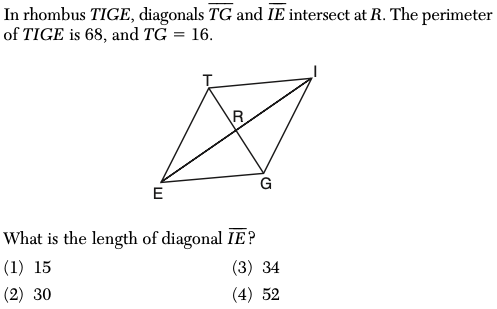 In rhombus TIGE, diagonals TG and IE intersect at R. The perimeter
of TIGE is 68, and TG = 16.
T
I
R
E
G
What is the length of diagonal IE?
(1) 15
(3) 34
(2) 30
(4) 52